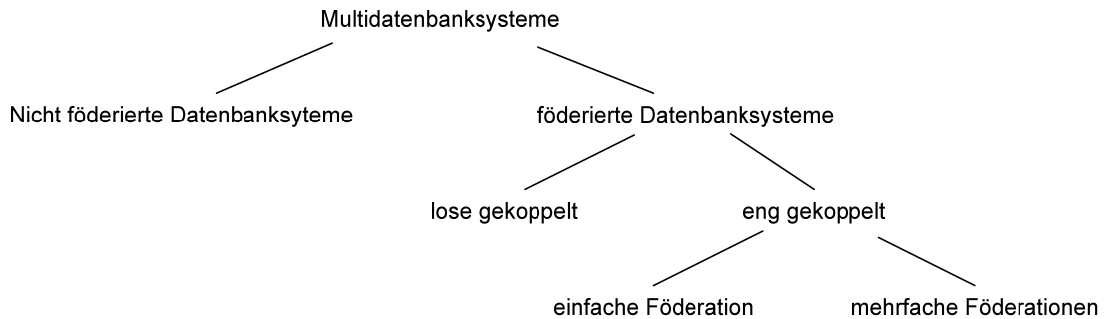 Multidatenbanksysteme
Nicht föderierte Datenbanksyteme
föderierte Datenbanksysteme
lose gekoppelt
eng gekoppelt
einfache Föderation
mehrfache Föderationen